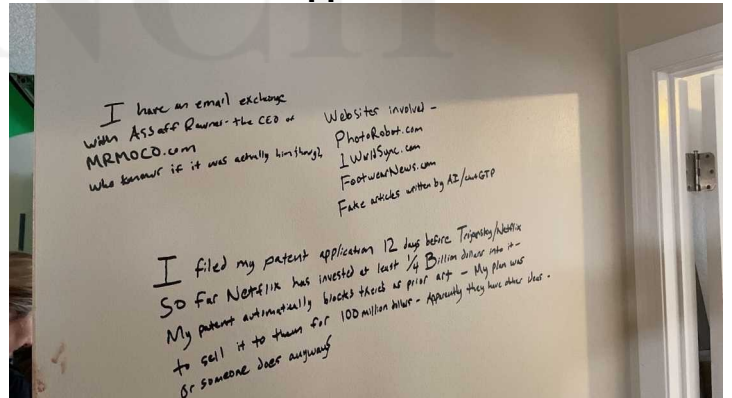 I have an email exchange
with Assaff Rawner - the CEO of
MRMOCO.com
who knows if it was actually him though
Websites involved -
PhotoRobot.com
1WorldSync.com
FootwearNews.com
Fake articles written by AI/chatGTP
I filed my patent application 12 days before Tripansky/Netflix
So far Netflix has invested at least 1/4 Billion dollars into it -
My patent automatically blocks theirs as prior art - My plan was
to sell it to them for 100 million dollars - Apparently they have other ideas -
or someone does anyways